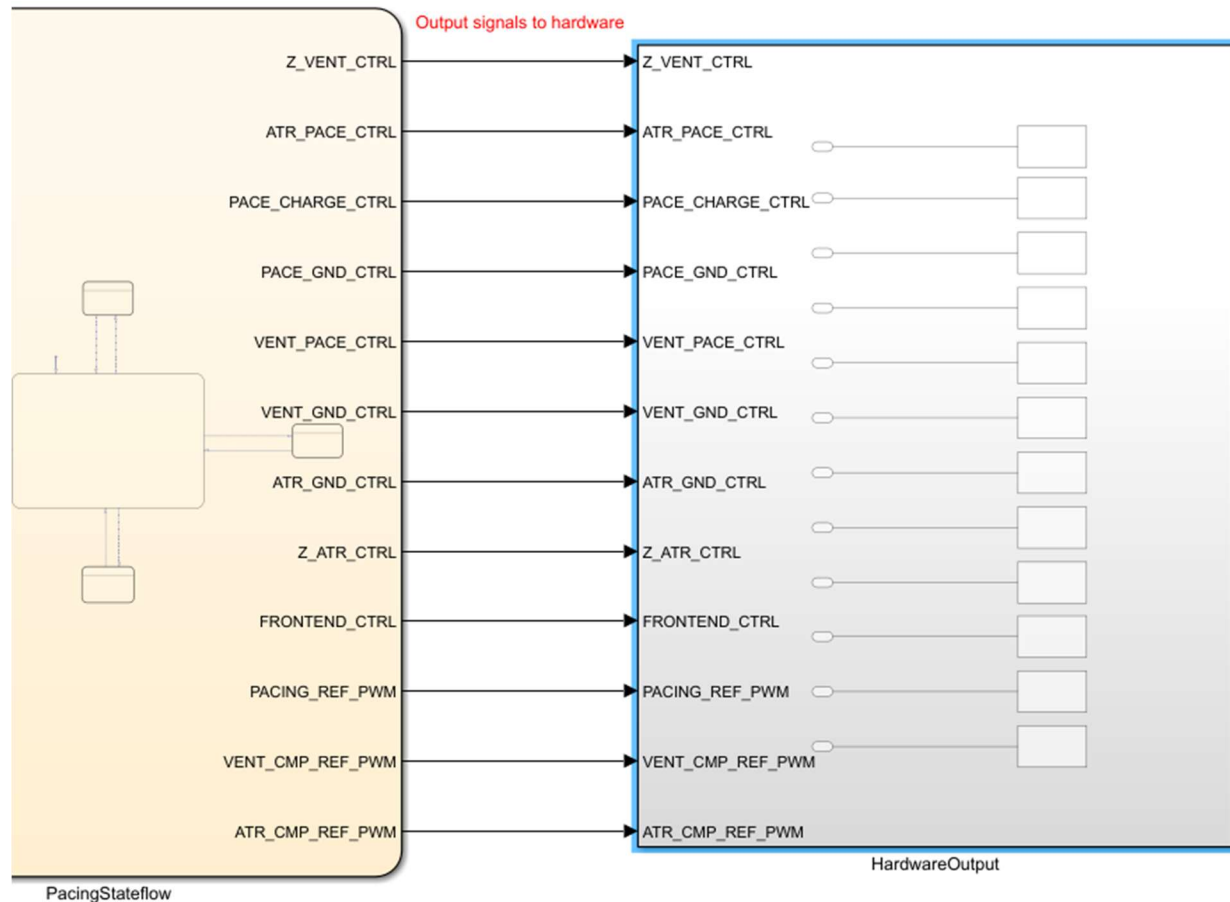 Output signals to hardware
Z_VENT_CTRL
Z_VENT_CTRL
ATR_PACE_CTRL
ATR_PACE_CTRL
PACE_CHARGE_CTRL
PACE_CHARGE_CTRL
PACE_GND_CTRL
PACE_GND_CTRL
VENT_PACE_CTRL
VENT_PACE_CTRL
VENT_GND_CTRL
VENT_GND_CTRL
ATR_GND_CTRL
ATR_GND_CTRL
Z_ATR_CTRL
Z_ATR_CTRL
FRONTEND_CTRL
FRONTEND_CTRL
PACING_REF_PWM
PACING_REF_PWM
VENT_CMP_REF_PWM
VENT_CMP_REF_PWM
ATR_CMP_REF_PWM
ATR_CMP_REF_PWM
HardwareOutput
PacingStateflow